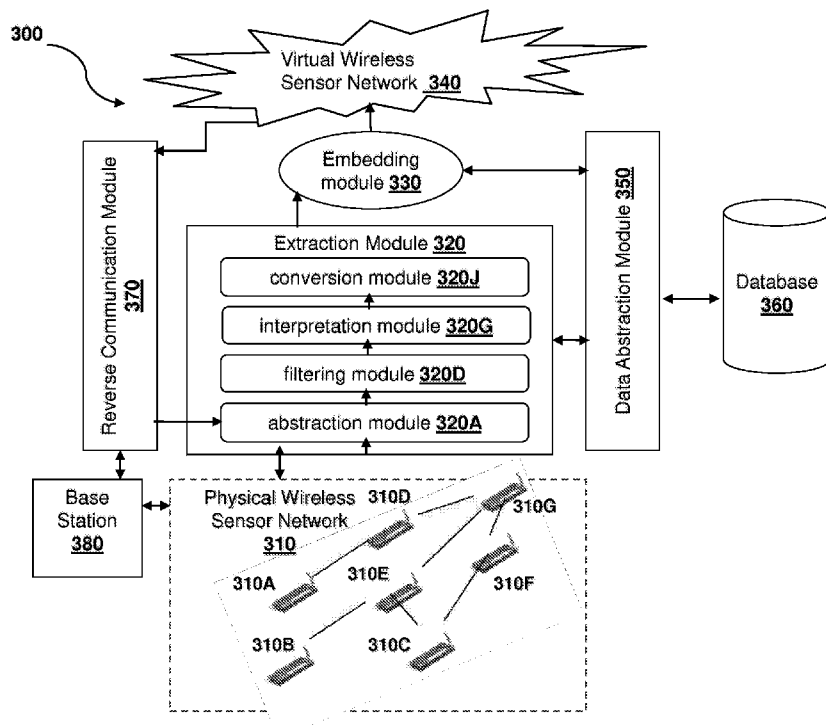 300
Virtual Wireless
Sensor Network 340
Embedding
module 330
Reverse Communication Module
370
Extraction Module 320
conversion module 320J
interpretation module 320G
filtering module 320D
abstraction module 320A
Data Abstraction Module 350
Database
360
Base
Station
380
Physical Wireless
Sensor Network
310
310D
310G
310A
310E
310F
310B
310C